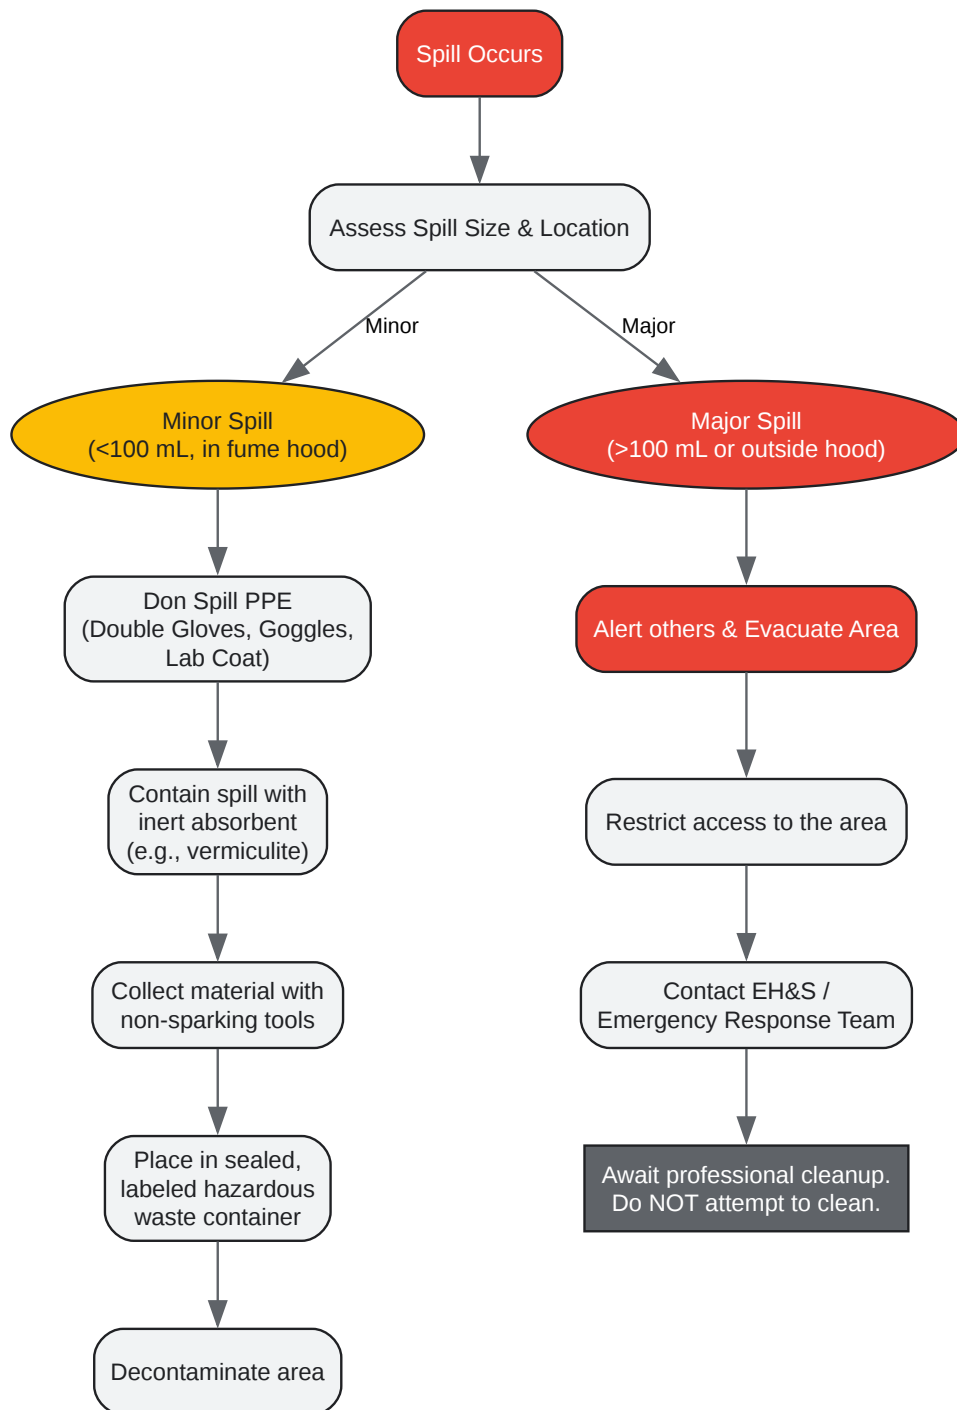 Spill Occurs
Assess Spill Size & Location
Minor
Major
Minor Spill
(<100 mL, in fume hood)
Major Spill
(>100 mL or outside hood)
Don Spill PPE
(Double Gloves, Goggles,
Lab Coat)
Alert others & Evacuate Area
Contain spill with
inert absorbent
(e.g., vermiculite)
Restrict access to the area
Collect material with
non-sparking tools
Contact EH&S /
Emergency Response Team
Place in sealed,
labeled hazardous
waste container
Await professional cleanup.
Do NOT attempt to clean.
Decontaminate area